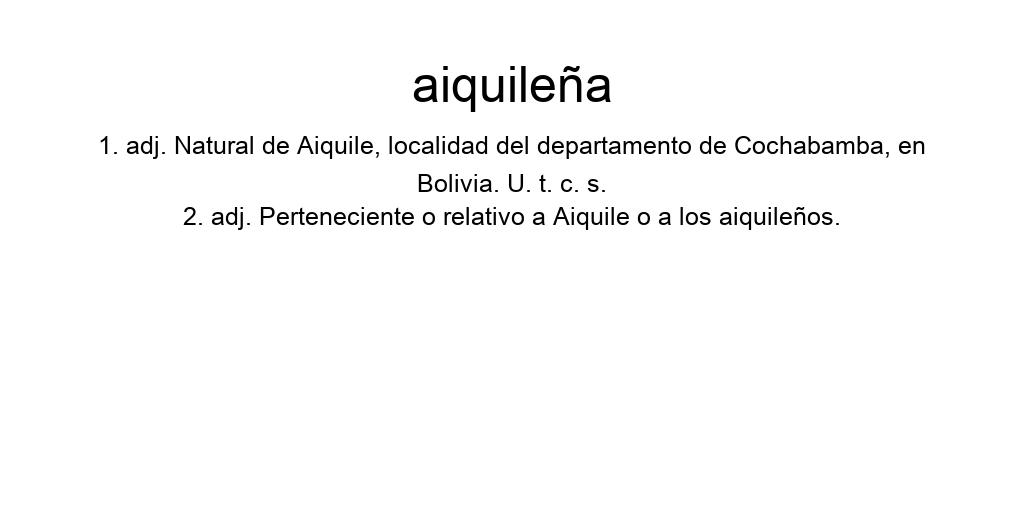 aiquileña
1. adj. Natural de Aiquile, localidad del departamento de Cochabamba, en
Bolivia. U. t. c. s.
2. adj. Perteneciente o relativo a Aiquile o a los aiquileños.